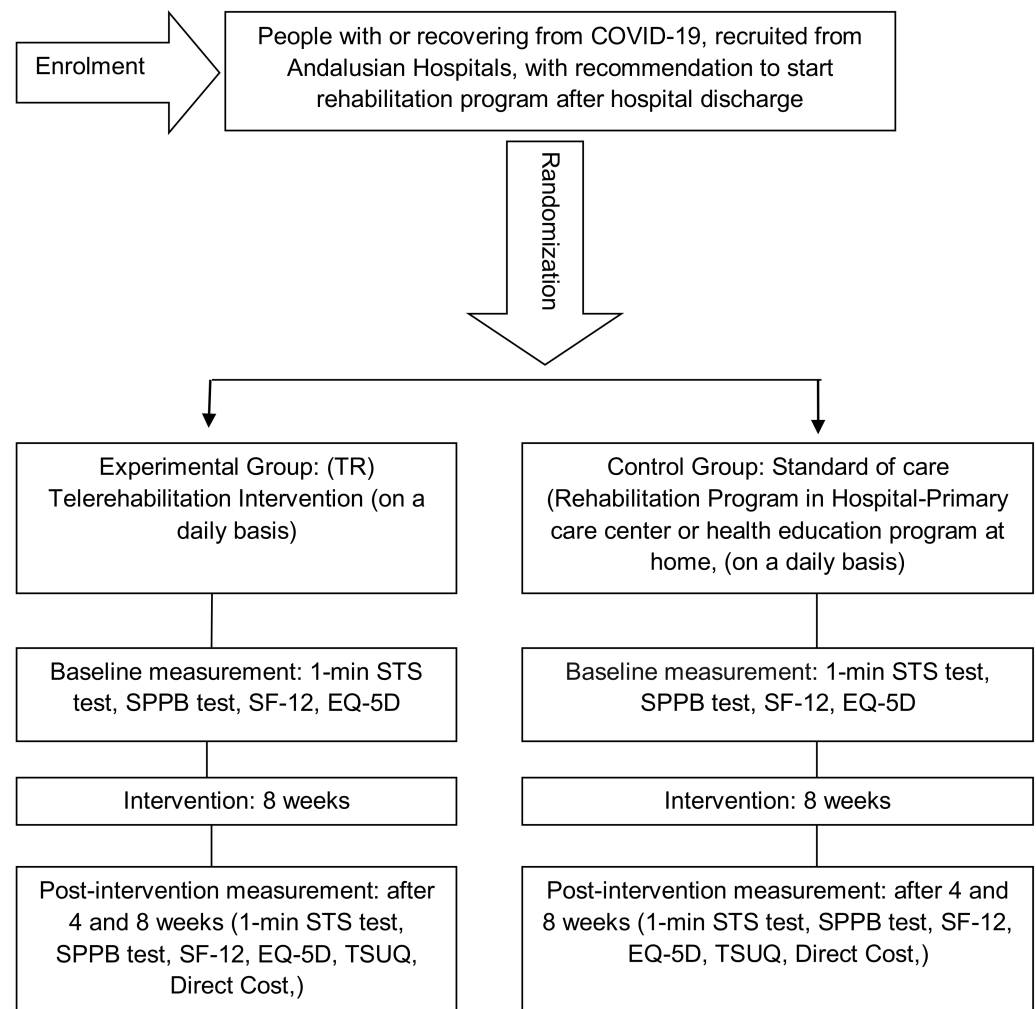 Enrolment
People with or recovering from COVID-19, recruited from
Andalusian Hospitals, with recommendation to start
rehabilitation program after hospital discharge
Randomization
Experimental Group: (TR)
Telerehabilitation Intervention (on a
daily basis)
Control Group: Standard of care
(Rehabilitation Program in Hospital-Primary
care center or health education program at
home, (on a daily basis)
Baseline measurement: 1-min STS
test, SPPB test, SF-12, EQ-5D
Baseline measurement: 1-min STS test,
SPPB test, SF-12, EQ-5D
Intervention: 8 weeks
Intervention: 8 weeks
Post-intervention measurement: after
4 and 8 weeks (1-min STS test,
SPPB test, SF-12, EQ-5D, TSUQ,
Direct Cost,)
Post-intervention measurement: after 4 and
8 weeks (1-min STS test, SPPB test, SF-12,
EQ-5D, TSUQ, Direct Cost,)